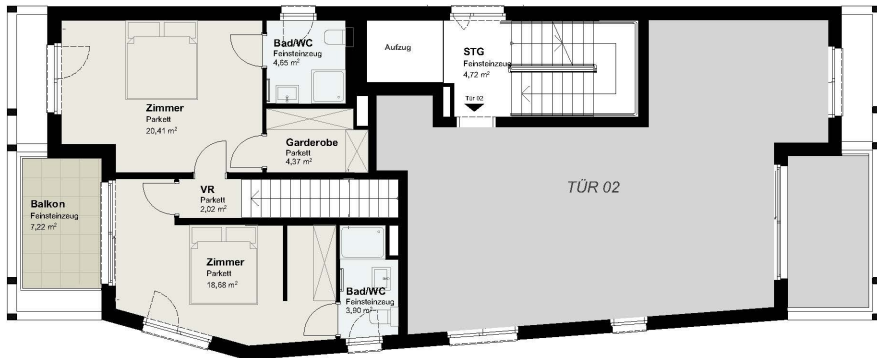 Bad/WC
Feinsteinzeug
4,65 m²
Aufzug
STG
Feinsteinzeug
4,72 m²
Tür 02
Zimmer
Parkett
20,41 m²
Garderobe
Parkett
4,37 m²
VR
Parkett
2,02 m²
TÜR 02
Balkon
Feinsteinzeug
7,22 m²
Zimmer
Parkett
18,68 m²
Bad/WC
Feinsteinzeug
3,90 m²